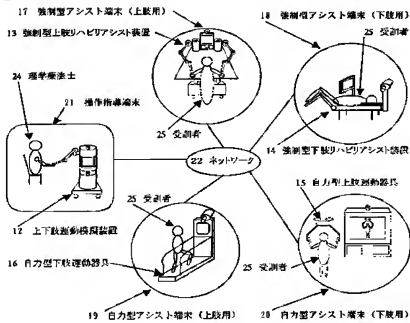 17 強制型アシスト端末（上肢用）
13 強制型上肢リハビリアシスト装置
18 強制型アシスト端末（下肢用）
25 受訓者
24 理学療法士
21 操作指導端末
25 受訓者
14 強制型下肢リハビリアシスト装置
22 ネットワーク
15 自力型上肢運動器具
25 受訓者
12 上下肢運動模擬装置
25 受訓者
16 自力型下肢運動器具
19 自力型アシスト端末（上肢用）
20 自力型アシスト端末（下肢用）